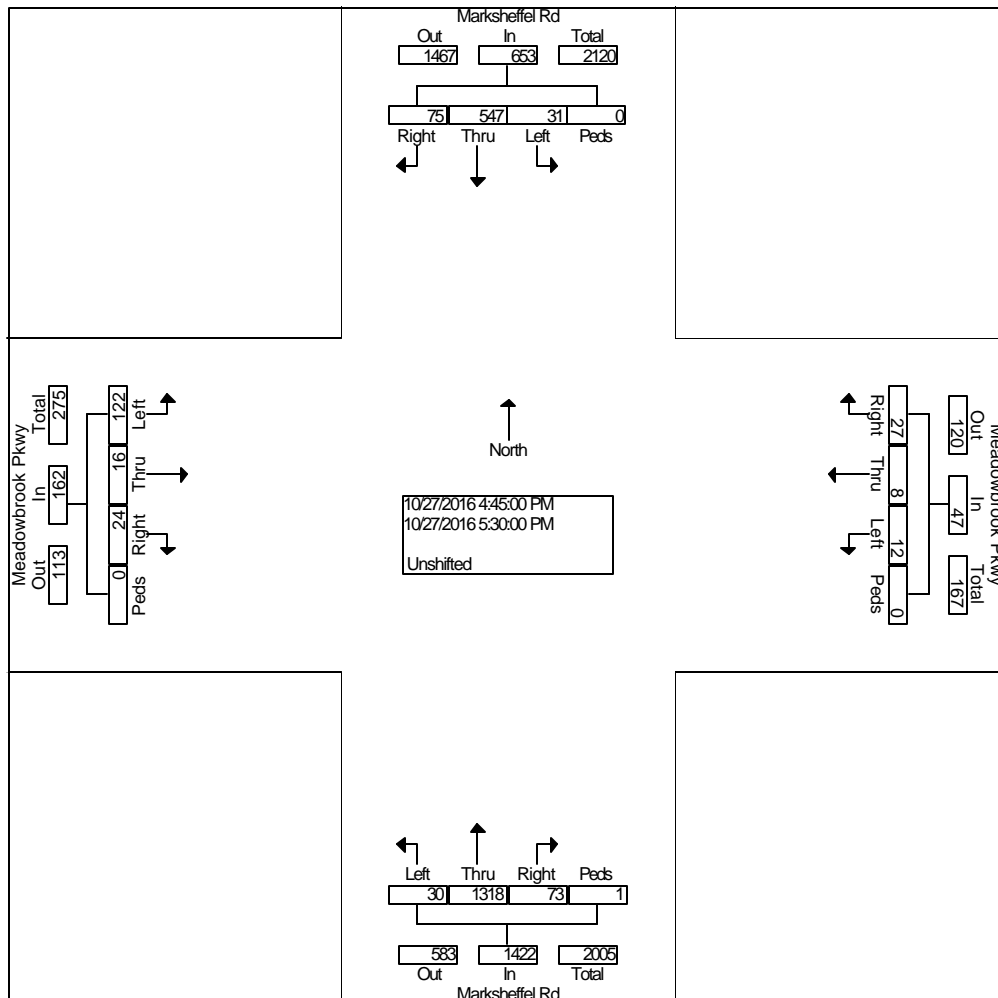 Marksheffel Rd
Out In Total
1467 653 2120
75 547 31 0
Right Thru Left Peds
Meadowbrook Pkwy
Total In Out
275 162 113
122 16 24 0
Left Thru Right Peds
North
10/27/2016 4:45:00 PM
10/27/2016 5:30:00 PM
Unshifted
Right Thru Left Peds
27 8 12 0
Out In Total
120 47 167
Meadowbrook Pkwy
Left Thru Right Peds
30 1318 73 1
583 1422 2005
Out In Total
Marksheffel Rd